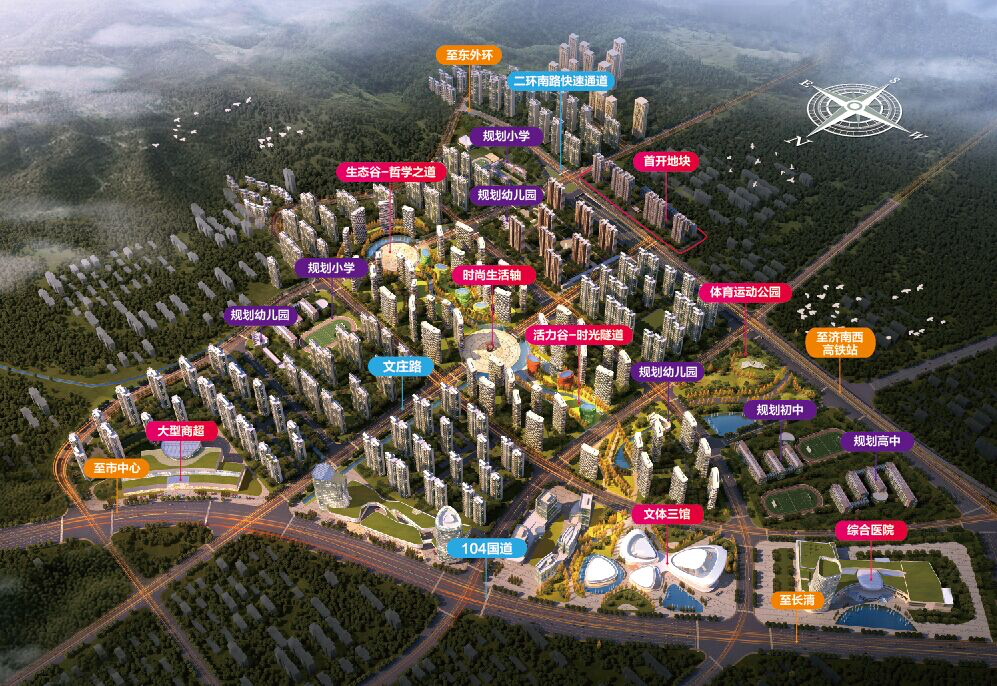 至东外环
二环南路快速通道
E
S
N
W
规划小学
首开地块
生态谷-哲学之道
规划幼儿园
规划小学
时尚生活轴
体育运动公园
规划幼儿园
活力谷-时光隧道
至济南西
高铁站
文庄路
规划幼儿园
规划初中
大型商超
规划高中
至市中心
文体三馆
综合医院
104国道
至长清